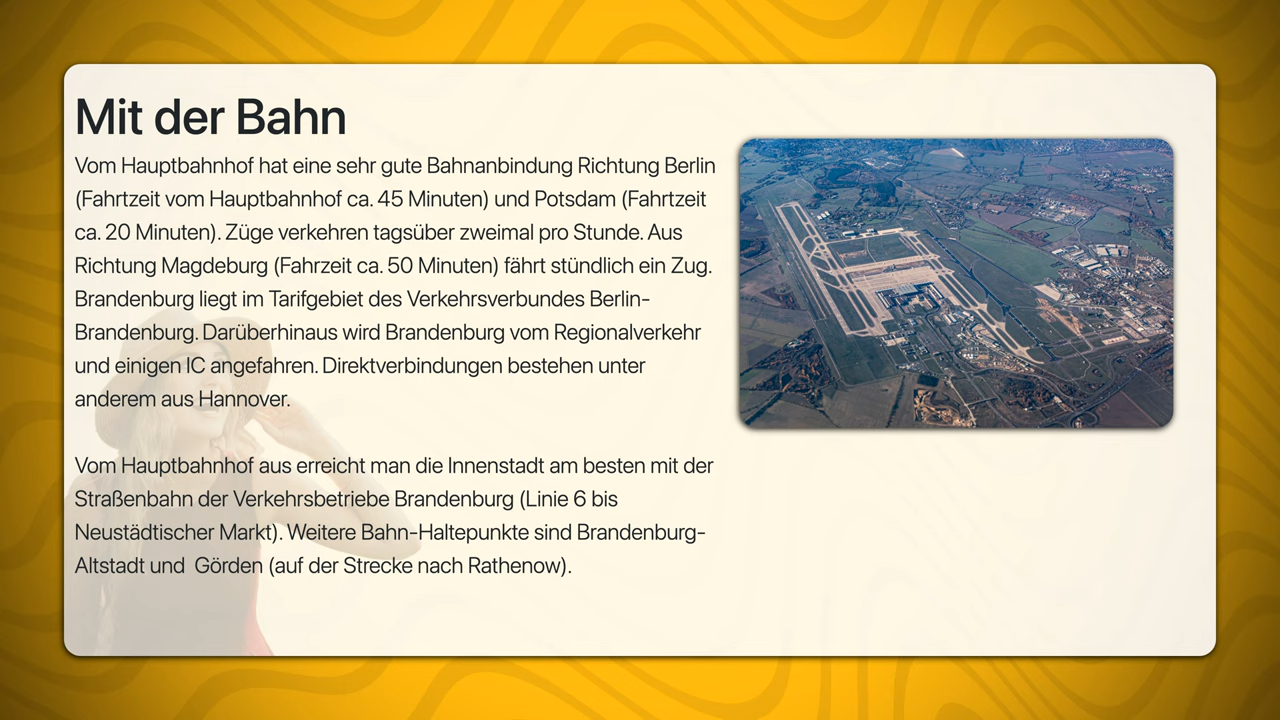 Mit der Bahn
Vom Hauptbahnhof hat eine sehr gute Bahnanbindung Richtung Berlin
(Fahrtzeit vom Hauptbahnhof ca. 45 Minuten) und Potsdam (Fahrtzeit
ca. 20 Minuten). Züge verkehren tagsüber zweimal pro Stunde. Aus
Richtung Magdeburg (Fahrzeit ca. 50 Minuten) fährt stündlich ein Zug.
Brandenburg liegt im Tarifgebiet des Verkehrsverbundes Berlin-
Brandenburg. Darüberhinaus wird Brandenburg vom Regionalverkehr
und einigen IC angefahren. Direktverbindungen bestehen unter
anderem aus Hannover.
Vom Hauptbahnhof aus erreicht man die Innenstadt am besten mit der
Straßenbahn der Verkehrsbetriebe Brandenburg (Linie 6 bis
Neustädtischer Markt). Weitere Bahn-Haltepunkte sind Brandenburg-
Altstadt und  Görden (auf der Strecke nach Rathenow).